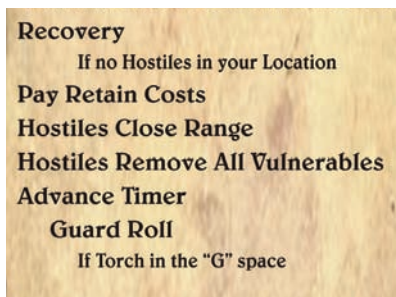 Recovery
If no Hostiles in your Location
Pay Retain Costs
Hostiles Close Range
Hostiles Remove All Vulnerables
Advance Timer
Guard Roll
If Torch in the “G” space